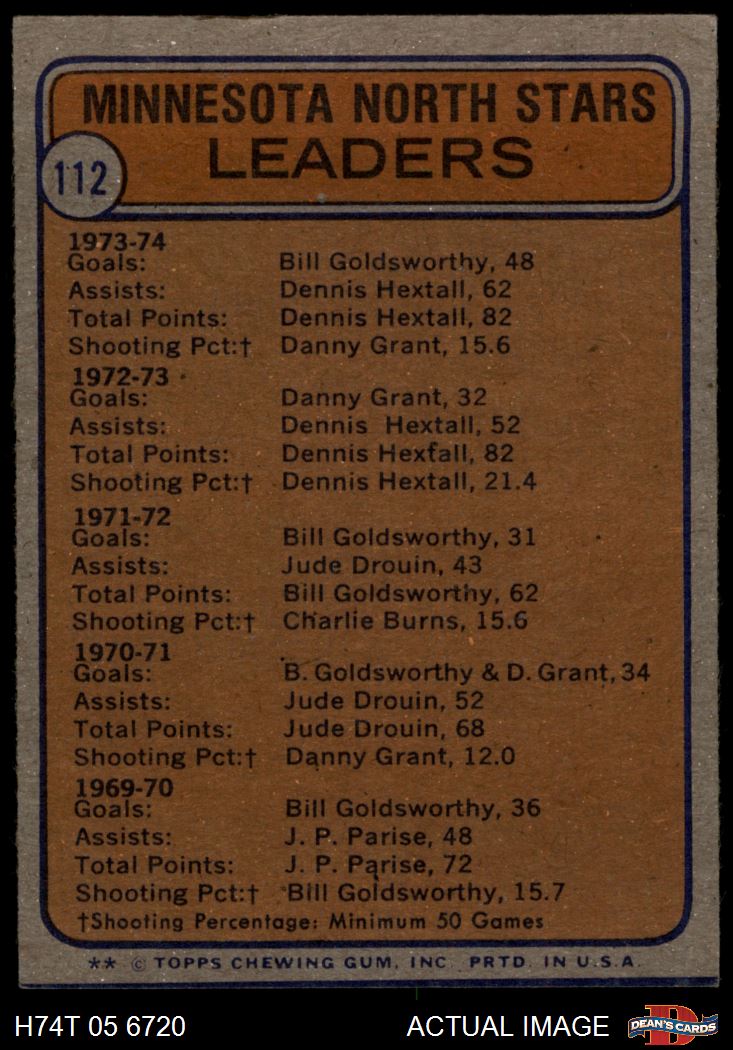 MINNESOTA NORTH STARS
LEADERS
112
1973-74
Goals: Bill Goldsworthy, 48
Assists: Dennis Hextall, 62
Total Points: Dennis Hextall, 82
Shooting Pct:† Danny Grant, 15.6
1972-73
Goals: Danny Grant, 32
Assists: Dennis Hextall, 52
Total Points: Dennis Hexfall, 82
Shooting Pct:† Dennis Hextall, 21.4
1971-72
Goals: Bill Goldsworthy, 31
Assists: Jude Drouin, 43
Total Points: Bill Goldsworthy, 62
Shooting Pct:† Charlie Burns, 15.6
1970-71
Goals: B. Goldsworthy & D. Grant, 34
Assists: Jude Drouin, 52
Total Points: Jude Drouin, 68
Shooting Pct:† Danny Grant, 12.0
1969-70
Goals: Bill Goldsworthy, 36
Assists: J. P. Parise, 48
Total Points: J. P. Parise, 72
Shooting Pct:† Bill Goldsworthy, 15.7
†Shooting Percentage: Minimum 50 Games
** © TOPPS CHEWING GUM, INC. PRTD. IN U.S.A.
H74T 05 6720 ACTUAL IMAGE DEAN'S CARDS